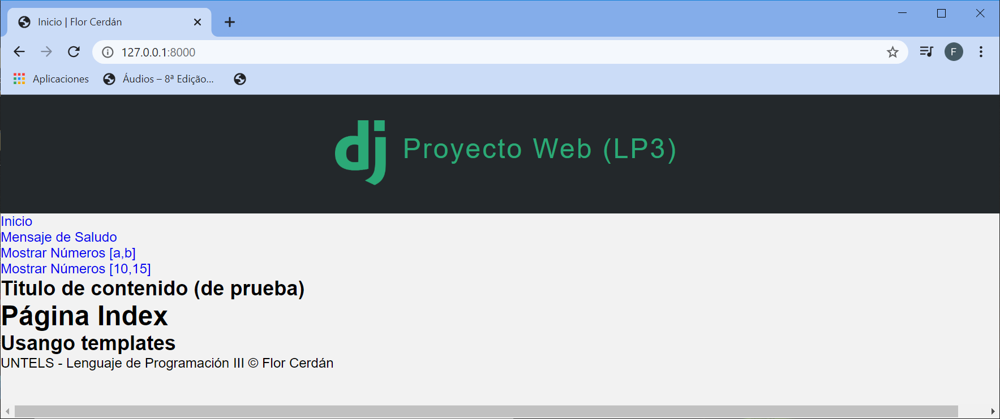 Inicio | Flor Cerdán
127.0.0.1:8000
F
Aplicaciones
Áudios – 8ª Edição...
dj Proyecto Web (LP3)
Inicio
Mensaje de Saludo
Mostrar Números [a,b]
Mostrar Números [10,15]
Titulo de contenido (de prueba)
Página Index
Usango templates
UNTELS - Lenguaje de Programación III © Flor Cerdán